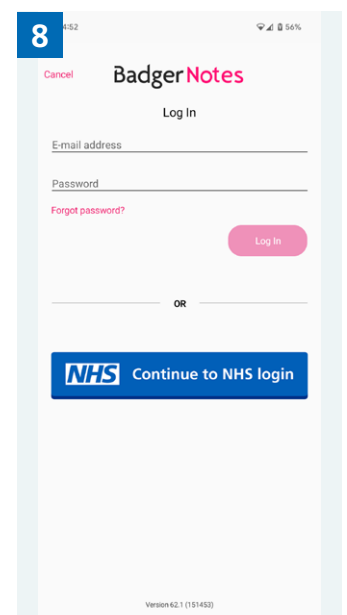 8
4:52
56%
Cancel
BadgerNotes
Log In
E-mail address
Password
Forgot password?
Log In
OR
NHS Continue to NHS login
Version 62.1 (151453)